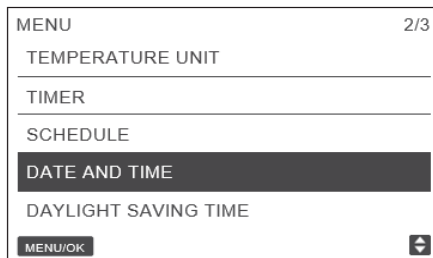 MENU 2/3
TEMPERATURE UNIT
TIMER
SCHEDULE
DATE AND TIME
DAYLIGHT SAVING TIME
MENU/OK